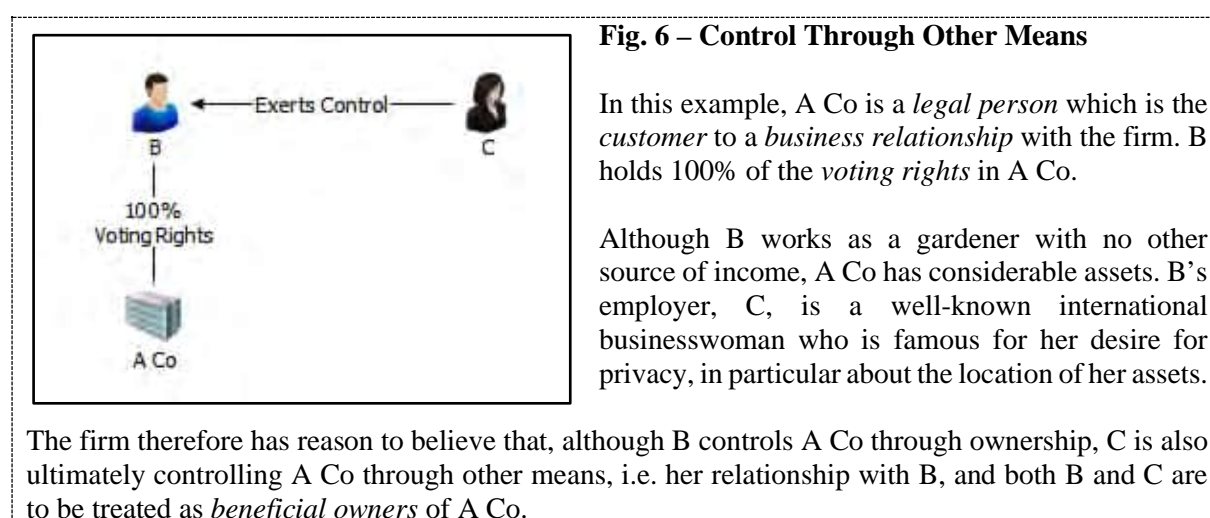 Exerts Control
B
C
100%
Voting Rights
A Co
Fig. 6 – Control Through Other Means
In this example, A Co is a legal person which is the
customer to a business relationship with the firm. B
holds 100% of the voting rights in A Co.
Although B works as a gardener with no other
source of income, A Co has considerable assets. B’s
employer, C, is a well-known international
businesswoman who is famous for her desire for
privacy, in particular about the location of her assets.
The firm therefore has reason to believe that, although B controls A Co through ownership, C is also
ultimately controlling A Co through other means, i.e. her relationship with B, and both B and C are
to be treated as beneficial owners of A Co.